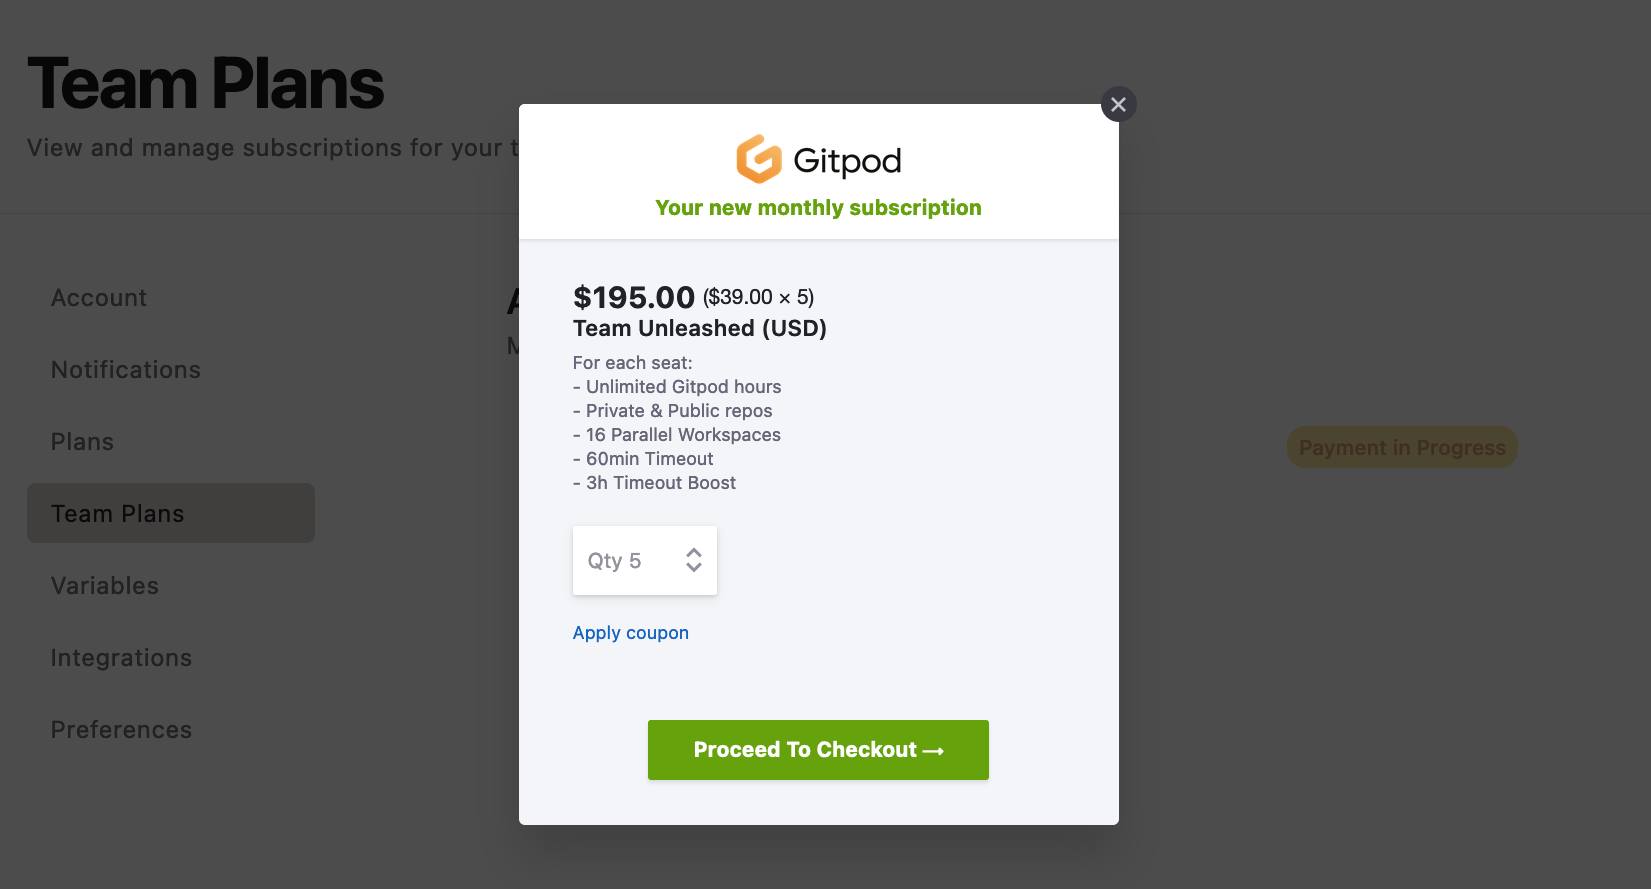 Team Plans
View and manage subscriptions for your
Account
Notifications
Plans
Team Plans
Variables
Integrations
Preferences
Payment in Progress
Gitpod
Your new monthly subscription
$195.00 ($39.00 × 5)
Team Unleashed (USD)
For each seat:
- Unlimited Gitpod hours
- Private & Public repos
- 16 Parallel Workspaces
- 60min Timeout
- 3h Timeout Boost
Qty 5
Apply coupon
Proceed To Checkout →